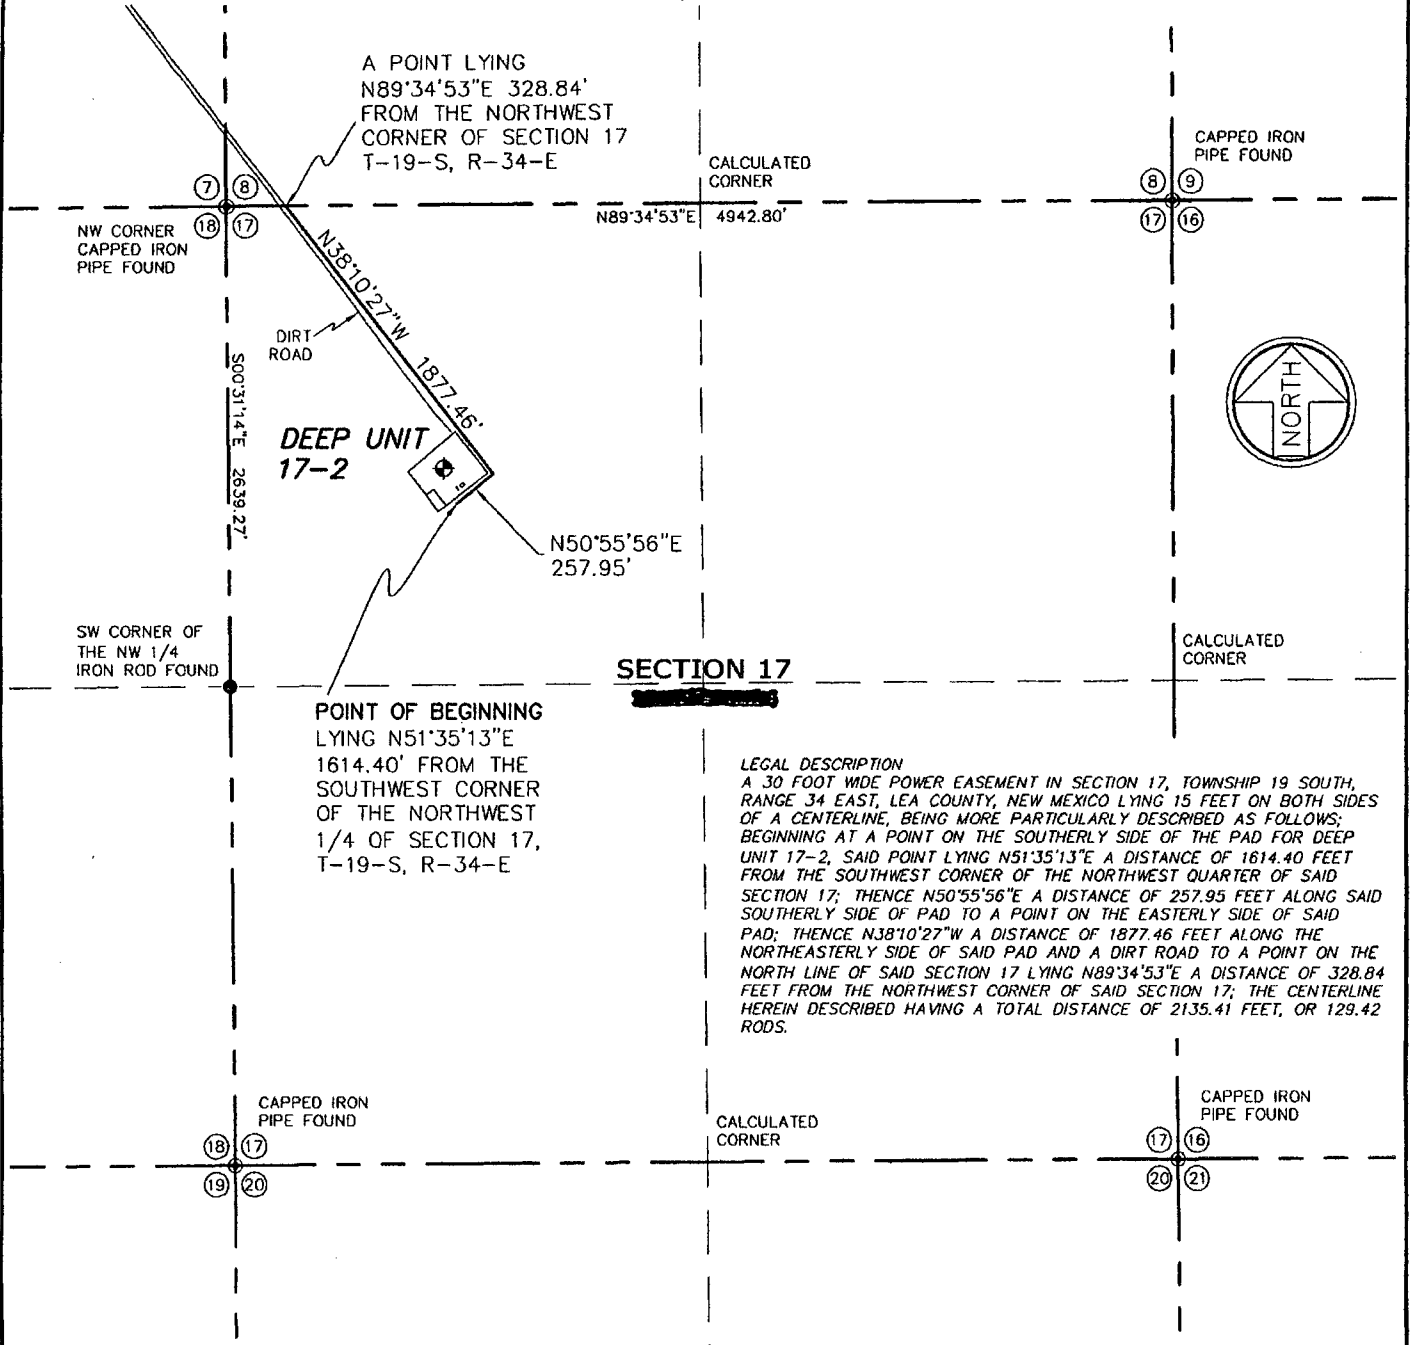 A POINT LYING
N89°34'53"E 328.84'
FROM THE NORTHWEST
CORNER OF SECTION 17
T-19-S, R-34-E
CAPPED IRON
PIPE FOUND
CALCULATED
CORNER
7 8
18 17
8 9
17 16
N89°34'53"E 4942.80'
NW CORNER
CAPPED IRON
PIPE FOUND
N38°10'27"W 1877.46'
DIRT
ROAD
S00°31'14"E 2639.27'
NORTH
DEEP UNIT
17-2
N50°55'56"E
257.95'
SW CORNER OF
THE NW 1/4
IRON ROD FOUND
CALCULATED
CORNER
SECTION 17
POINT OF BEGINNING
LYING N51°35'13"E
1614.40' FROM THE
SOUTHWEST CORNER
OF THE NORTHWEST
1/4 OF SECTION 17,
T-19-S, R-34-E
LEGAL DESCRIPTION
A 30 FOOT WIDE POWER EASEMENT IN SECTION 17, TOWNSHIP 19 SOUTH,
RANGE 34 EAST, LEA COUNTY, NEW MEXICO LYING 15 FEET ON BOTH SIDES
OF A CENTERLINE, BEING MORE PARTICULARLY DESCRIBED AS FOLLOWS;
BEGINNING AT A POINT ON THE SOUTHERLY SIDE OF THE PAD FOR DEEP
UNIT 17-2, SAID POINT LYING N51°35'13"E A DISTANCE OF 1614.40 FEET
FROM THE SOUTHWEST CORNER OF THE NORTHWEST QUARTER OF SAID
SECTION 17; THENCE N50°55'56"E A DISTANCE OF 257.95 FEET ALONG SAID
SOUTHERLY SIDE OF PAD TO A POINT ON THE EASTERLY SIDE OF SAID
PAD; THENCE N38°10'27"W A DISTANCE OF 1877.46 FEET ALONG THE
NORTHEASTERLY SIDE OF SAID PAD AND A DIRT ROAD TO A POINT ON THE
NORTH LINE OF SAID SECTION 17 LYING N89°34'53"E A DISTANCE OF 328.84
FEET FROM THE NORTHWEST CORNER OF SAID SECTION 17; THE CENTERLINE
HEREIN DESCRIBED HAVING A TOTAL DISTANCE OF 2135.41 FEET, OR 129.42
RODS.
CAPPED IRON
PIPE FOUND
CALCULATED
CORNER
CAPPED IRON
PIPE FOUND
18 17
19 20
17 16
20 21